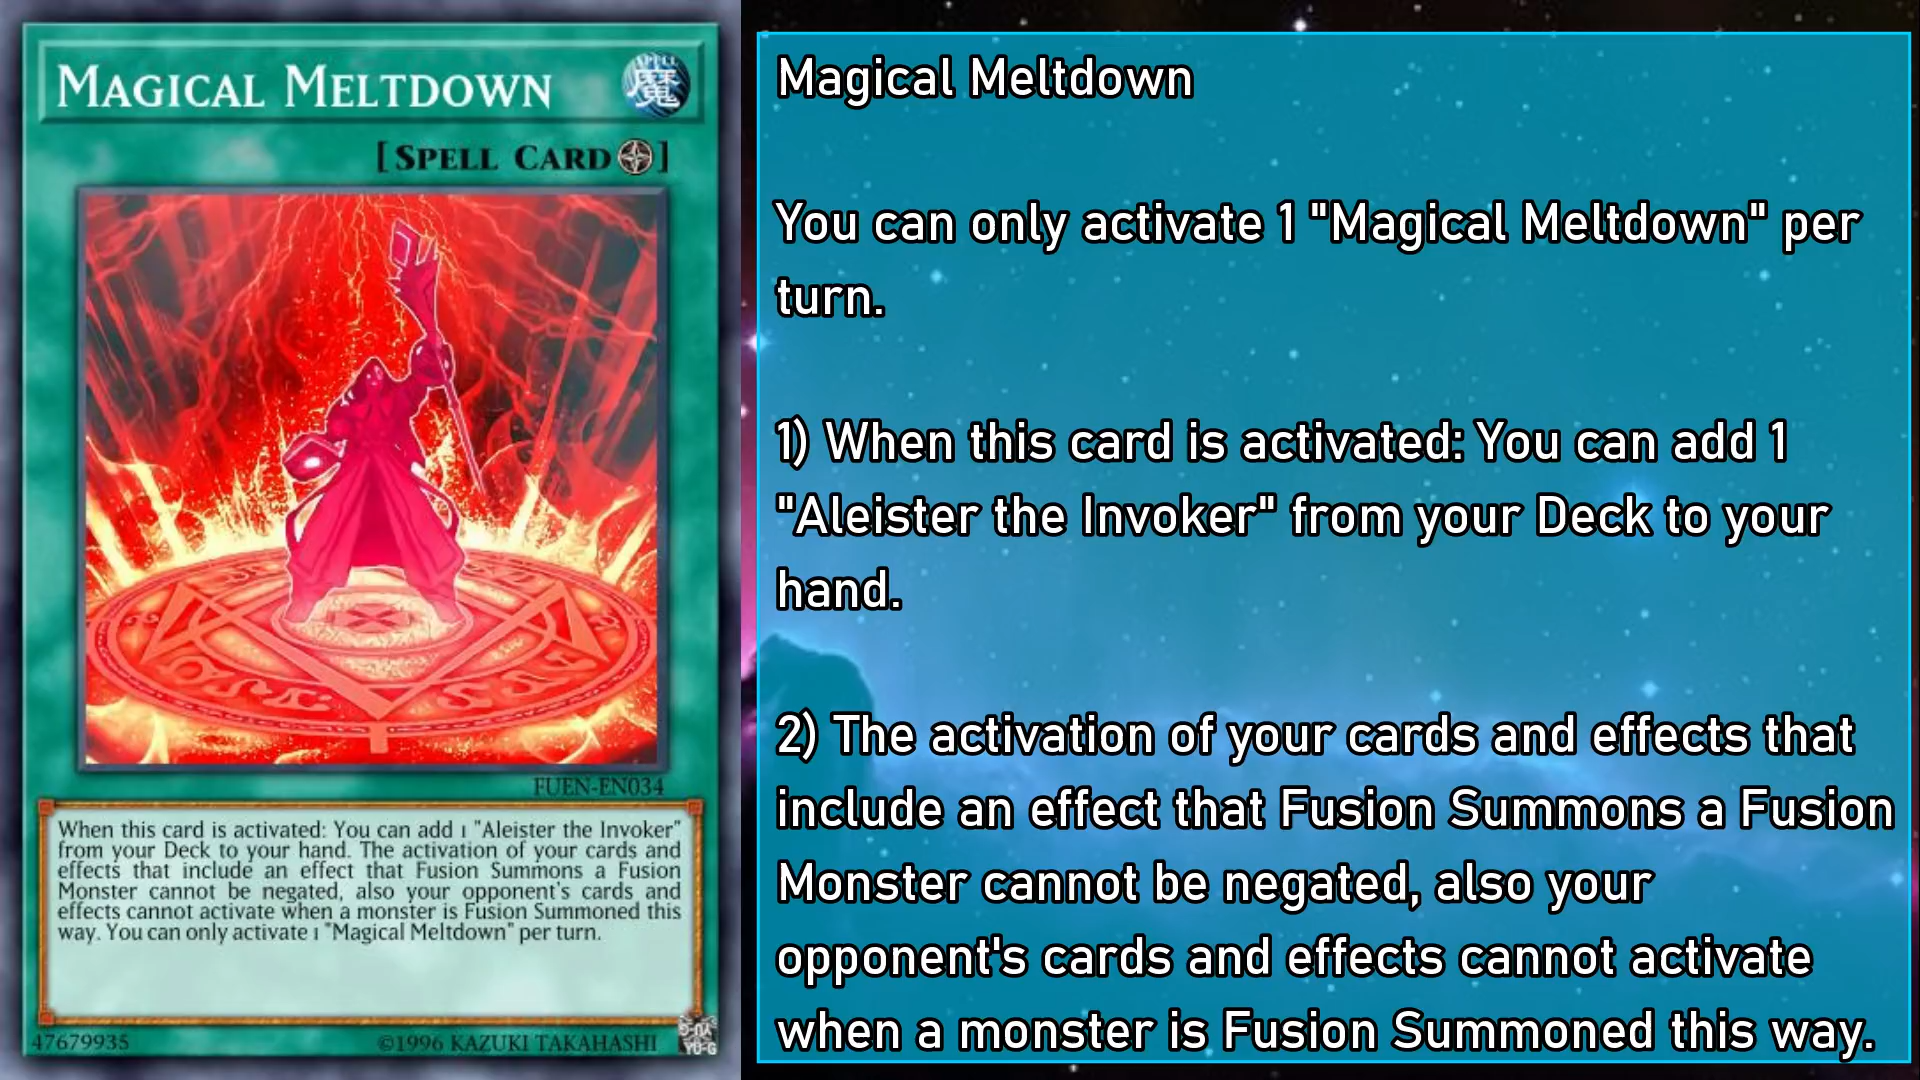 MAGICAL MELTDOWN
SPELL
魔
[SPELL CARD]
FUEN-EN034
When this card is activated: You can add 1 "Aleister the Invoker"
from your Deck to your hand. The activation of your cards and
effects that include an effect that Fusion Summons a Fusion
Monster cannot be negated, also your opponent's cards and
effects cannot activate when a monster is Fusion Summoned this
way. You can only activate 1 "Magical Meltdown" per turn.
47679935
©1996 KAZUKI TAKAHASHI
Magical Meltdown
You can only activate 1 "Magical Meltdown" per
turn.
1) When this card is activated: You can add 1
"Aleister the Invoker" from your Deck to your
hand.
2) The activation of your cards and effects that
include an effect that Fusion Summons a Fusion
Monster cannot be negated, also your
opponent's cards and effects cannot activate
when a monster is Fusion Summoned this way.